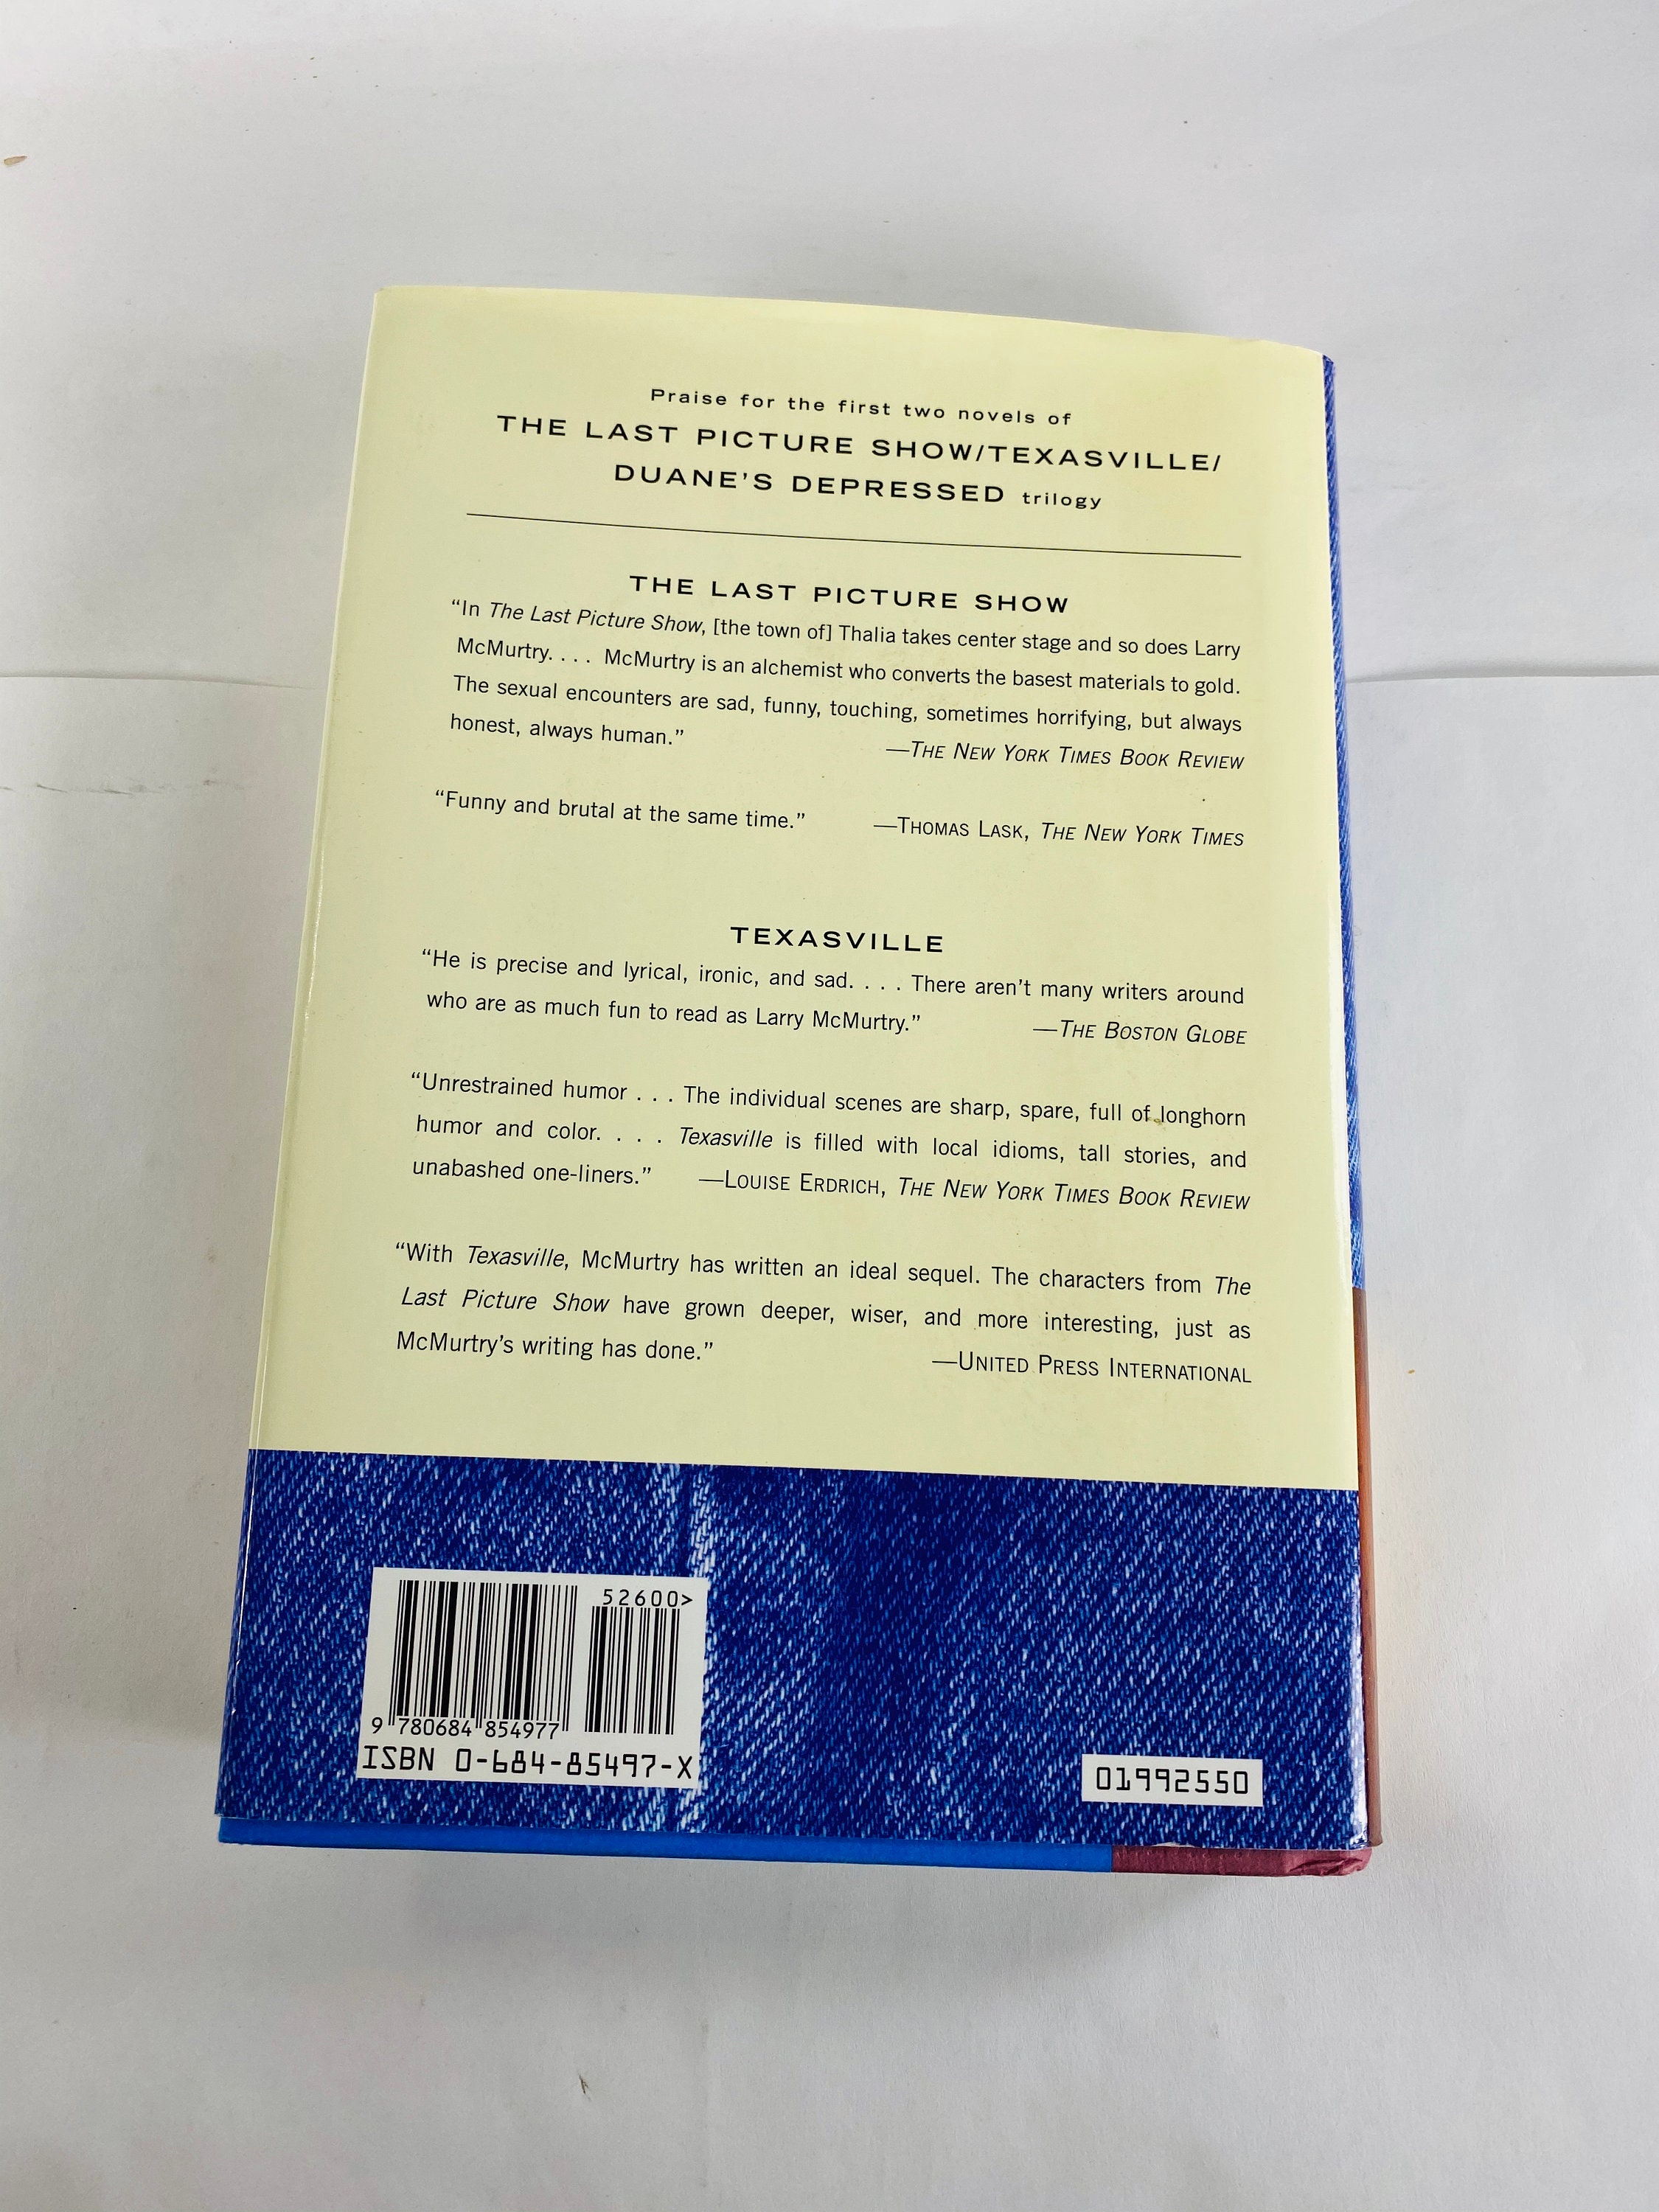 Praise for the first two novels of
THE LAST PICTURE SHOW/TEXASVILLE/
DUANE'S DEPRESSED trilogy
THE LAST PICTURE SHOW
“In The Last Picture Show, [the town of] Thalia takes center stage and so does Larry
McMurtry. . . . McMurtry is an alchemist who converts the basest materials to gold.
The sexual encounters are sad, funny, touching, sometimes horrifying, but always
honest, always human.” —THE NEW YORK TIMES BOOK REVIEW
“Funny and brutal at the same time.” —THOMAS LASK, THE NEW YORK TIMES
TEXASVILLE
“He is precise and lyrical, ironic, and sad. . . . There aren’t many writers around
who are as much fun to read as Larry McMurtry.” —THE BOSTON GLOBE
“Unrestrained humor . . . The individual scenes are sharp, spare, full of longhorn
humor and color. . . . Texasville is filled with local idioms, tall stories, and
unabashed one-liners.” —LOUISE ERDRICH, THE NEW YORK TIMES BOOK REVIEW
“With Texasville, McMurtry has written an ideal sequel. The characters from The
Last Picture Show have grown deeper, wiser, and more interesting, just as
McMurtry’s writing has done.” —UNITED PRESS INTERNATIONAL
52600>
9 780684 854977
ISBN 0-684-85497-X
01992550